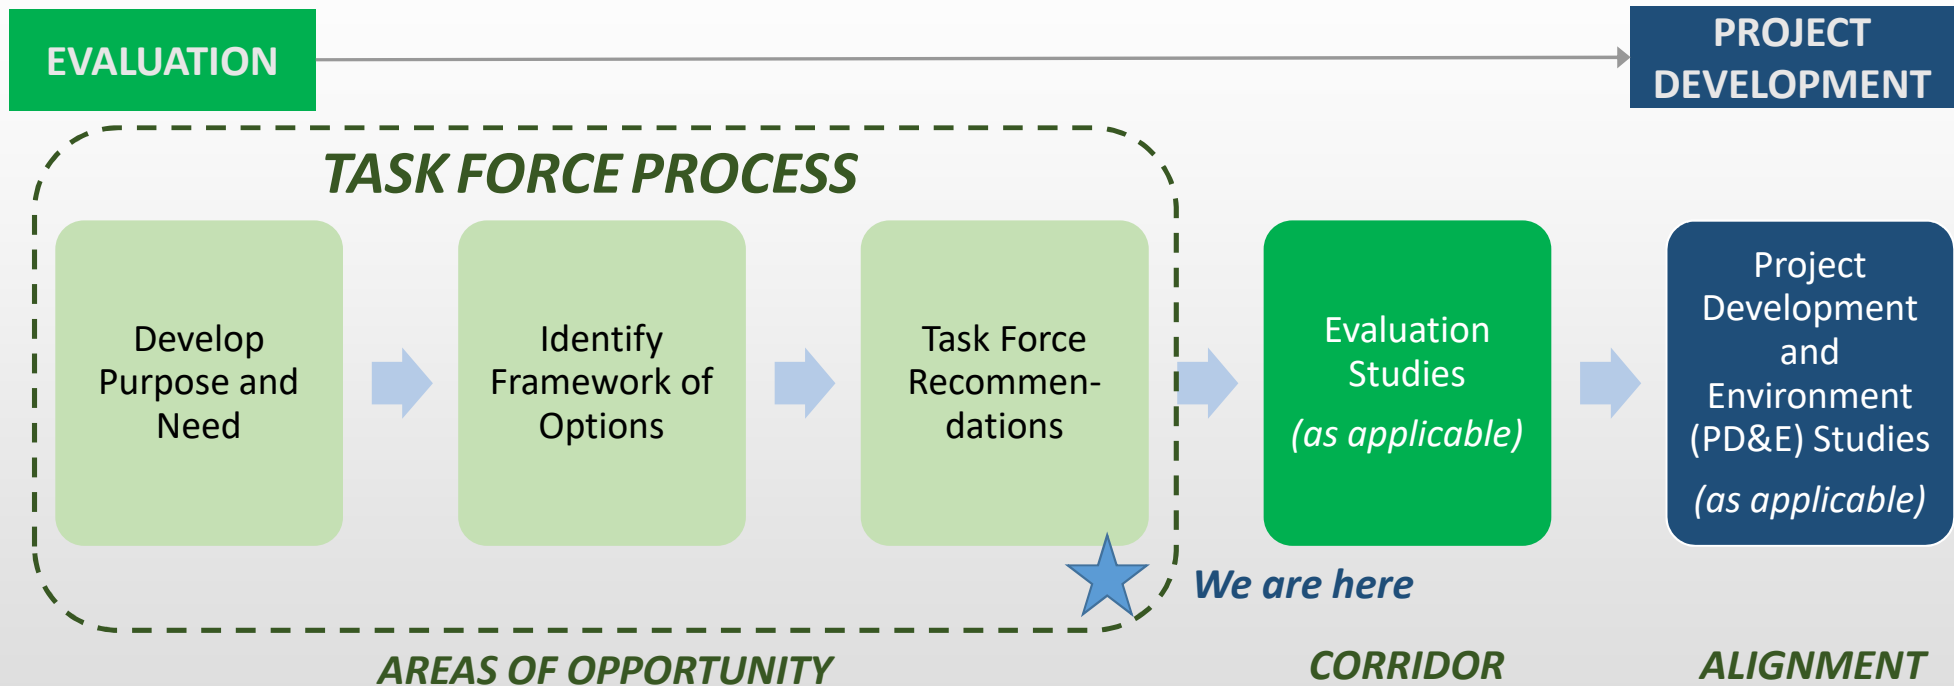 EVALUATION
PROJECT
DEVELOPMENT
TASK FORCE PROCESS
Develop
Purpose and
Need
Identify
Framework of
Options
Task Force
Recommen-
dations
Evaluation
Studies
(as applicable)
Project
Development
and
Environment
(PD&E) Studies
(as applicable)
We are here
AREAS OF OPPORTUNITY
CORRIDOR
ALIGNMENT